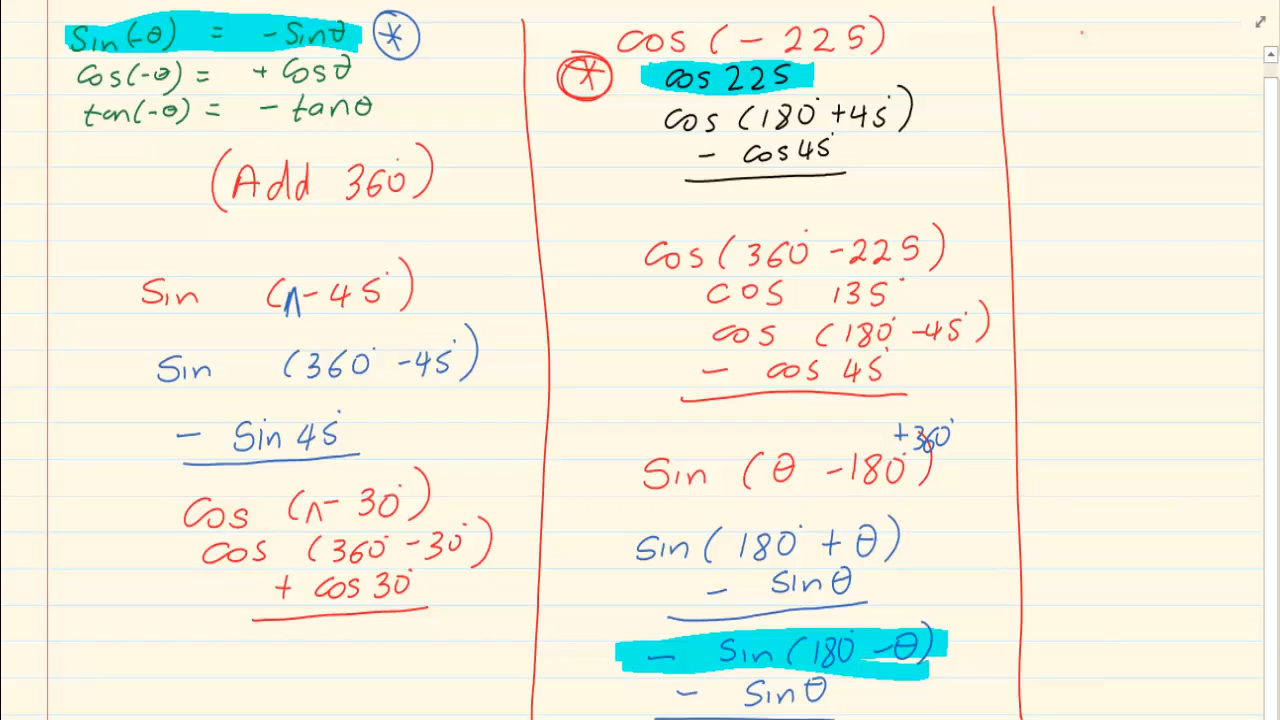 Sin(-θ) = - Sinθ *
Cos(-θ) = + Cosθ
tan(-θ) = - tanθ
(Add 360°)
Sin (∧-45°)
Sin (360° -45°)
- Sin 45°
Cos (∧- 30°)
Cos (360° -30°)
+ Cos 30°
Cos (- 225)
* Cos 225
Cos (180° +45°)
- Cos 45°
Cos (360° -225)
Cos 135°
Cos (180° -45°)
- Cos 45°
+360°
Sin (θ -180°)
Sin (180° + θ)
- Sinθ
- Sin (180° -θ)
- Sinθ